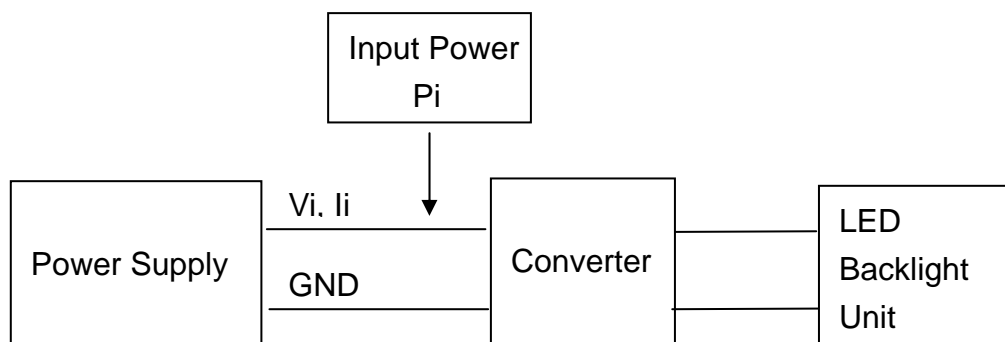 Input Power
Pi
Vi, Ii
Power Supply
GND
Converter
LED
Backlight
Unit